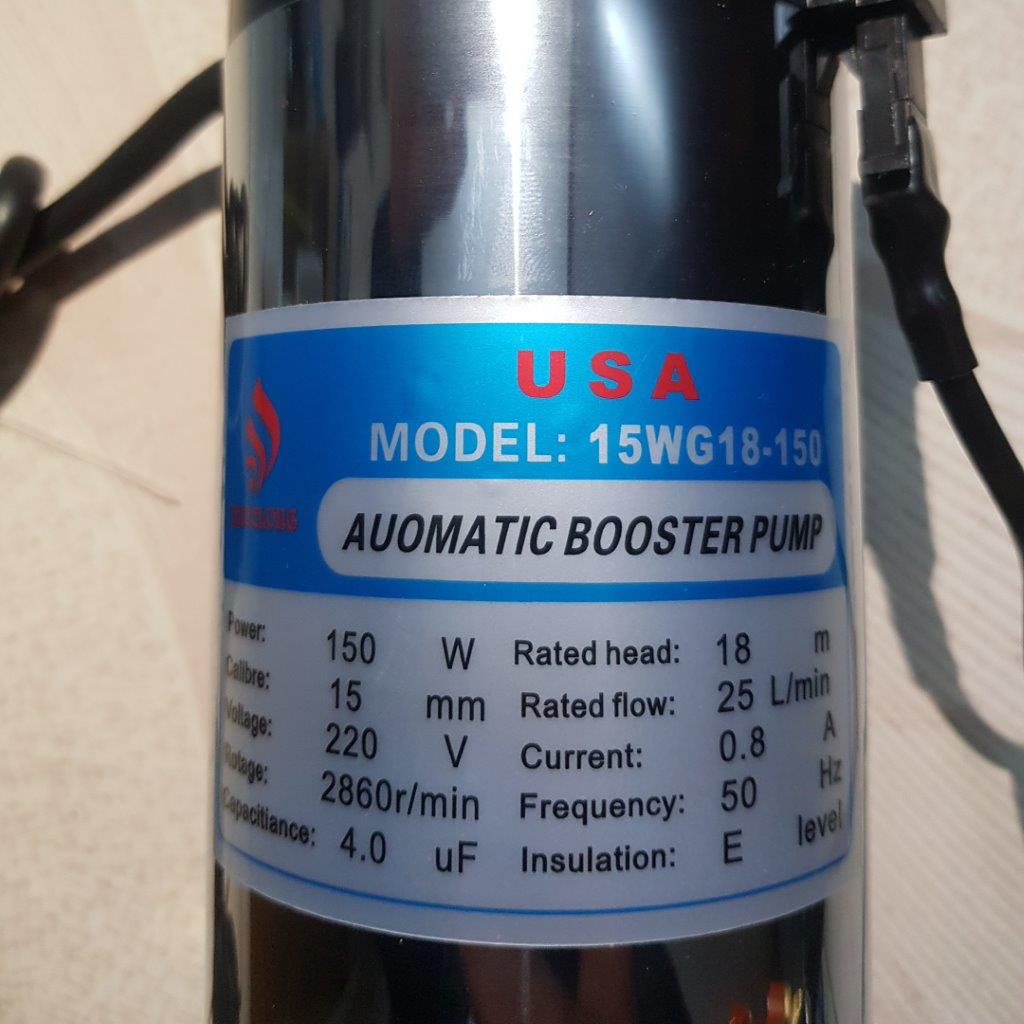 USA
MODEL: 15WG18-150
AUOMATIC BOOSTER PUMP
Power: 150 W Rated head: 18 m
Calibre: 15 mm Rated flow: 25 L/min
Voltage: 220 V Current: 0.8 A
Rotage: 2860r/min Frequency: 50 Hz
Capacitiance: 4.0 uF Insulation: E level